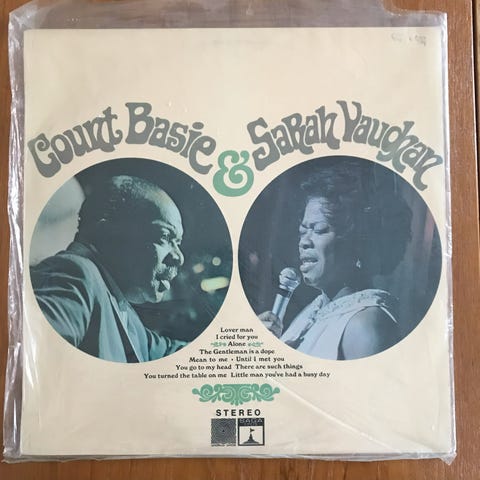 Count Basie & Sarah Vaughan
Lover man
I cried for you
Alone
The Gentleman is a dope
Mean to me • Until I met you
You go to my head There are such things
You turned the table on me Little man you've had a busy day
STEREO
SAGA